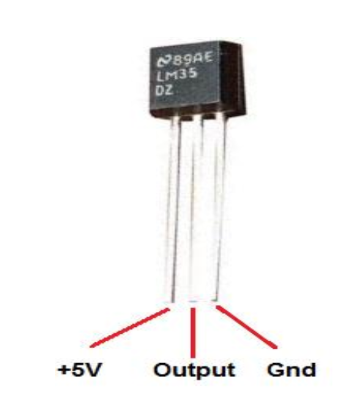 89AE
LM35
DZ
+5V Output Gnd